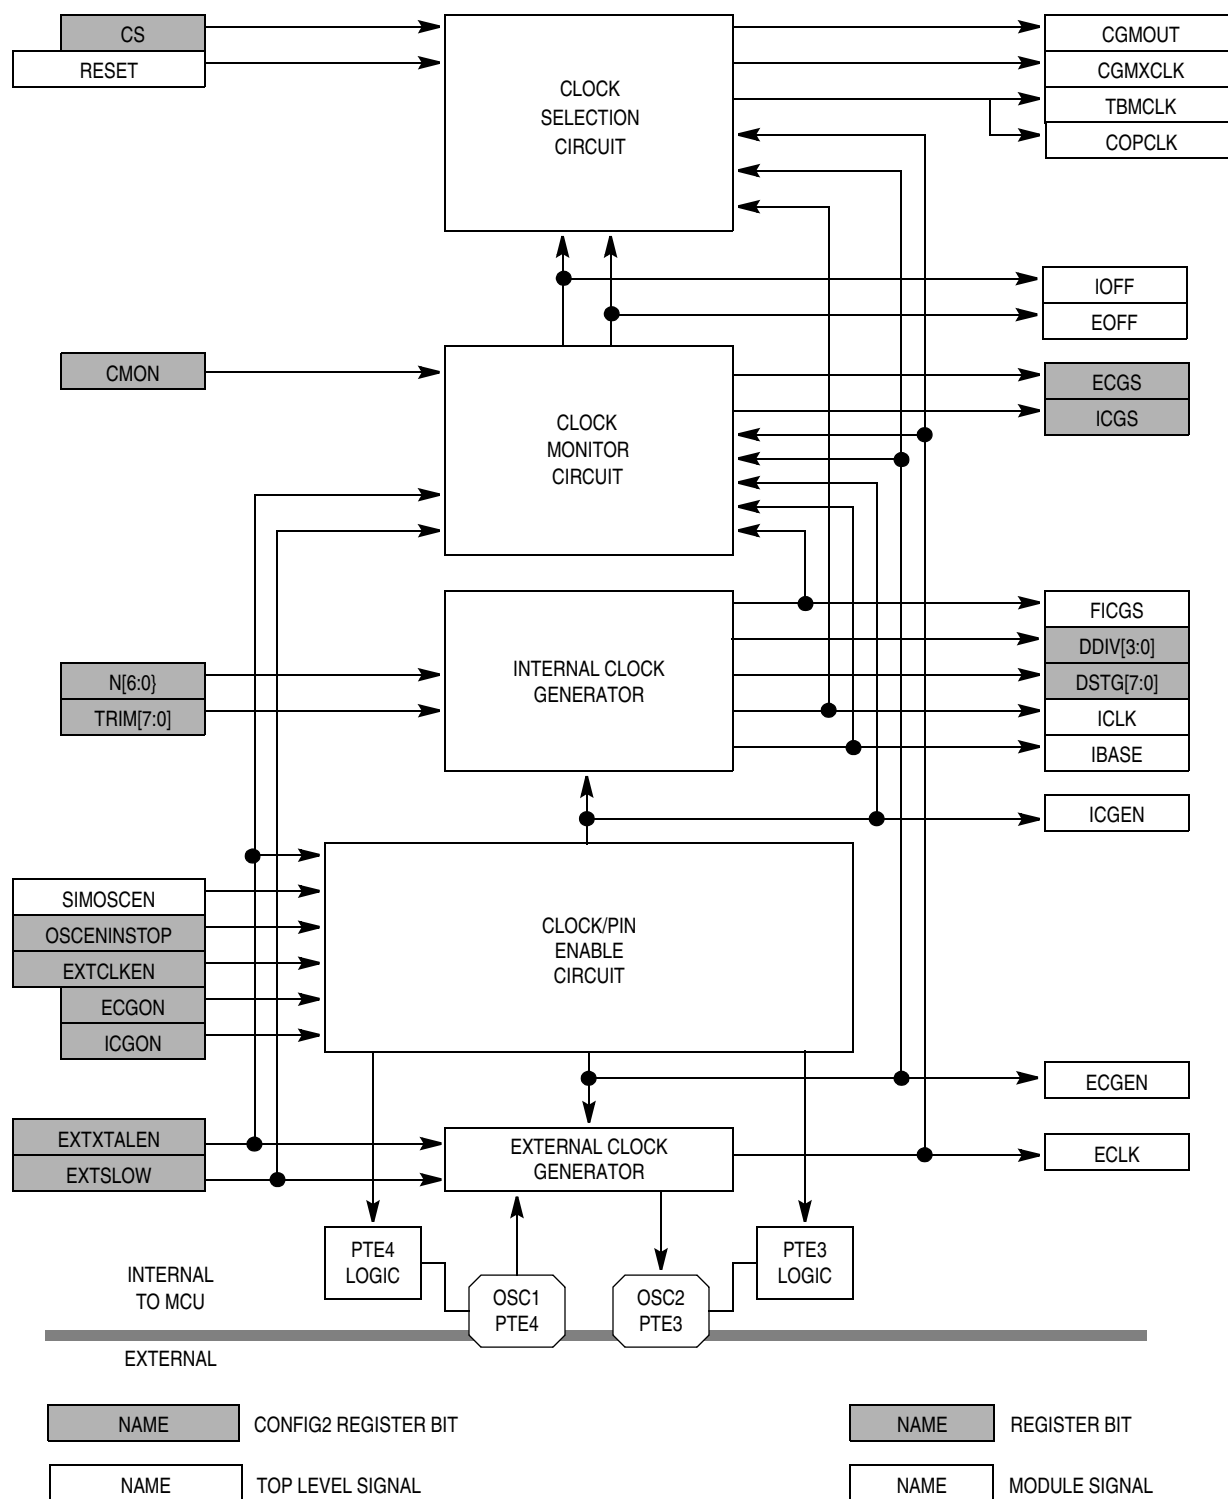 CS
RESET
CLOCK
SELECTION
CIRCUIT
CGMOUT
CGMXCLK
TBMCLK
COPCLK
IOFF
EOFF
CMON
CLOCK
MONITOR
CIRCUIT
ECGS
ICGS
N[6:0}
TRIM[7:0]
INTERNAL CLOCK
GENERATOR
FICGS
DDIV[3:0]
DSTG[7:0]
ICLK
IBASE
ICGEN
SIMOSCEN
OSCENINSTOP
EXTCLKEN
ECGON
ICGON
CLOCK/PIN
ENABLE
CIRCUIT
ECGEN
EXTXTALEN
EXTSLOW
EXTERNAL CLOCK
GENERATOR
ECLK
PTE4
LOGIC
PTE3
LOGIC
INTERNAL
TO MCU
OSC1
PTE4
OSC2
PTE3
EXTERNAL
NAME CONFIG2 REGISTER BIT
NAME REGISTER BIT
NAME TOP LEVEL SIGNAL
NAME MODULE SIGNAL